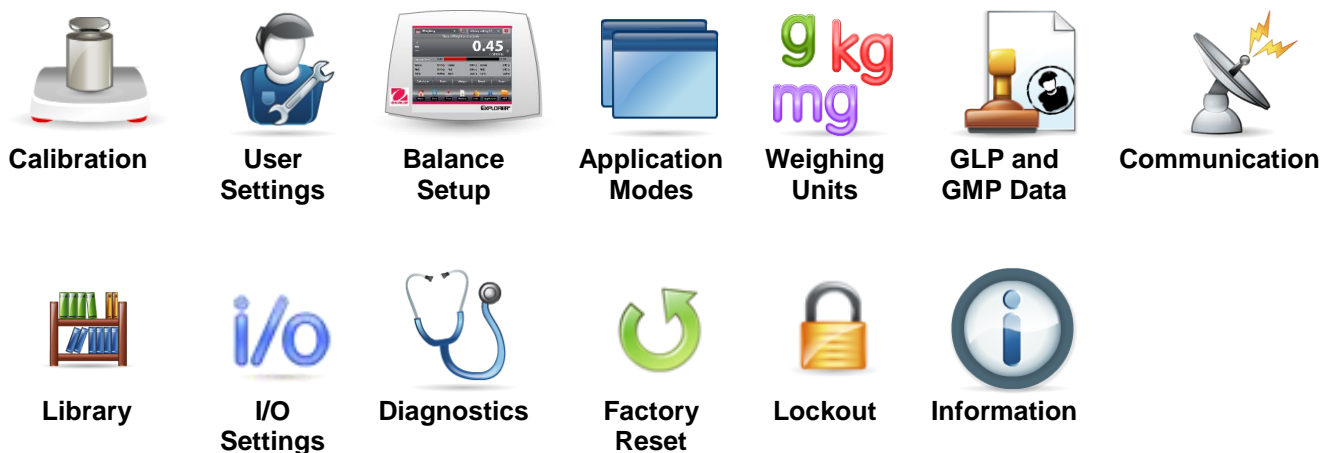 0.45
g kg
mg
EXPLORER
Calibration
User
Settings
Balance
Setup
Application
Modes
Weighing
Units
GLP and
GMP Data
Communication
i/o
i
Library
I/O
Settings
Diagnostics
Factory
Reset
Lockout
Information